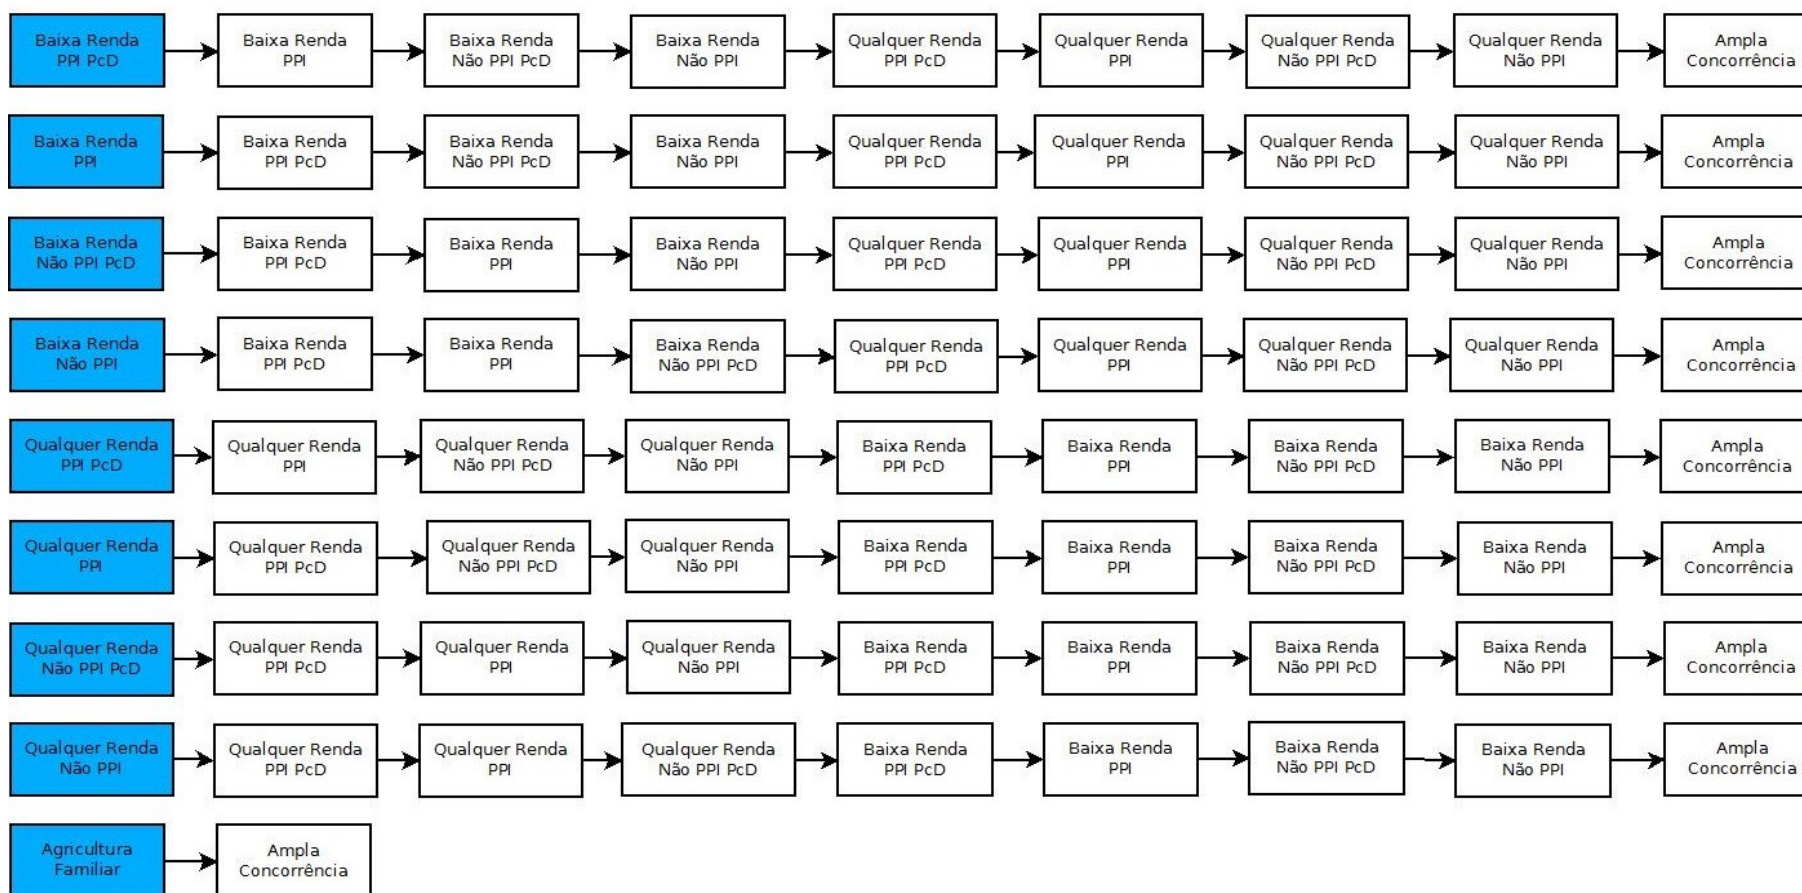 Baixa Renda
PPI PcD
Baixa Renda
PPI
Baixa Renda
Não PPI PcD
Baixa Renda
Não PPI
Qualquer Renda
PPI PcD
Qualquer Renda
PPI
Qualquer Renda
Não PPI PcD
Qualquer Renda
Não PPI
Ampla
Concorrência
Baixa Renda
PPI
Baixa Renda
PPI PcD
Baixa Renda
Não PPI PcD
Baixa Renda
Não PPI
Qualquer Renda
PPI PcD
Qualquer Renda
PPI
Qualquer Renda
Não PPI PcD
Qualquer Renda
Não PPI
Ampla
Concorrência
Baixa Renda
Não PPI PcD
Baixa Renda
PPI PcD
Baixa Renda
PPI
Baixa Renda
Não PPI
Qualquer Renda
PPI PcD
Qualquer Renda
PPI
Qualquer Renda
Não PPI PcD
Qualquer Renda
Não PPI
Ampla
Concorrência
Baixa Renda
Não PPI
Baixa Renda
PPI PcD
Baixa Renda
PPI
Baixa Renda
Não PPI PcD
Qualquer Renda
PPI PcD
Qualquer Renda
PPI
Qualquer Renda
Não PPI PcD
Qualquer Renda
Não PPI
Ampla
Concorrência
Qualquer Renda
PPI PcD
Qualquer Renda
PPI
Qualquer Renda
Não PPI PcD
Qualquer Renda
Não PPI
Baixa Renda
PPI PcD
Baixa Renda
PPI
Baixa Renda
Não PPI PcD
Baixa Renda
Não PPI
Ampla
Concorrência
Qualquer Renda
PPI
Qualquer Renda
PPI PcD
Qualquer Renda
Não PPI PcD
Qualquer Renda
Não PPI
Baixa Renda
PPI PcD
Baixa Renda
PPI
Baixa Renda
Não PPI PcD
Baixa Renda
Não PPI
Ampla
Concorrência
Qualquer Renda
Não PPI PcD
Qualquer Renda
PPI PcD
Qualquer Renda
PPI
Qualquer Renda
Não PPI
Baixa Renda
PPI PcD
Baixa Renda
PPI
Baixa Renda
Não PPI PcD
Baixa Renda
Não PPI
Ampla
Concorrência
Qualquer Renda
Não PPI
Qualquer Renda
PPI PcD
Qualquer Renda
PPI
Qualquer Renda
Não PPI PcD
Baixa Renda
PPI PcD
Baixa Renda
PPI
Baixa Renda
Não PPI PcD
Baixa Renda
Não PPI
Ampla
Concorrência
Agricultura
Familiar
Ampla
Concorrência